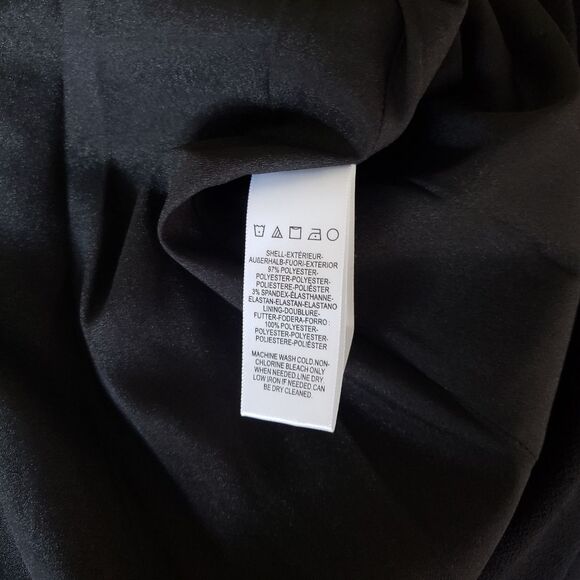 SHELL-EXTÉRIEUR-
AUßERHALB-FUORI-EXTERIOR
97% POLYESTER-
POLYESTER-POLYESTER-
POLIESTERE-POLIÉSTER
3% SPANDEX-ÉLASTHANNE-
ELASTAN-ELASTAN-ELASTANO
LINING-DOUBLURE-
FUTTER-FODERA-FORRO :
100% POLYESTER-
POLYESTER-POLYESTER-
POLIESTERE-POLIÉSTER
MACHINE WASH COLD.NON-
CHLORINE BLEACH ONLY
WHEN NEEDED.LINE DRY
LOW IRON IF NEEDED.CAN
BE DRY CLEANED.